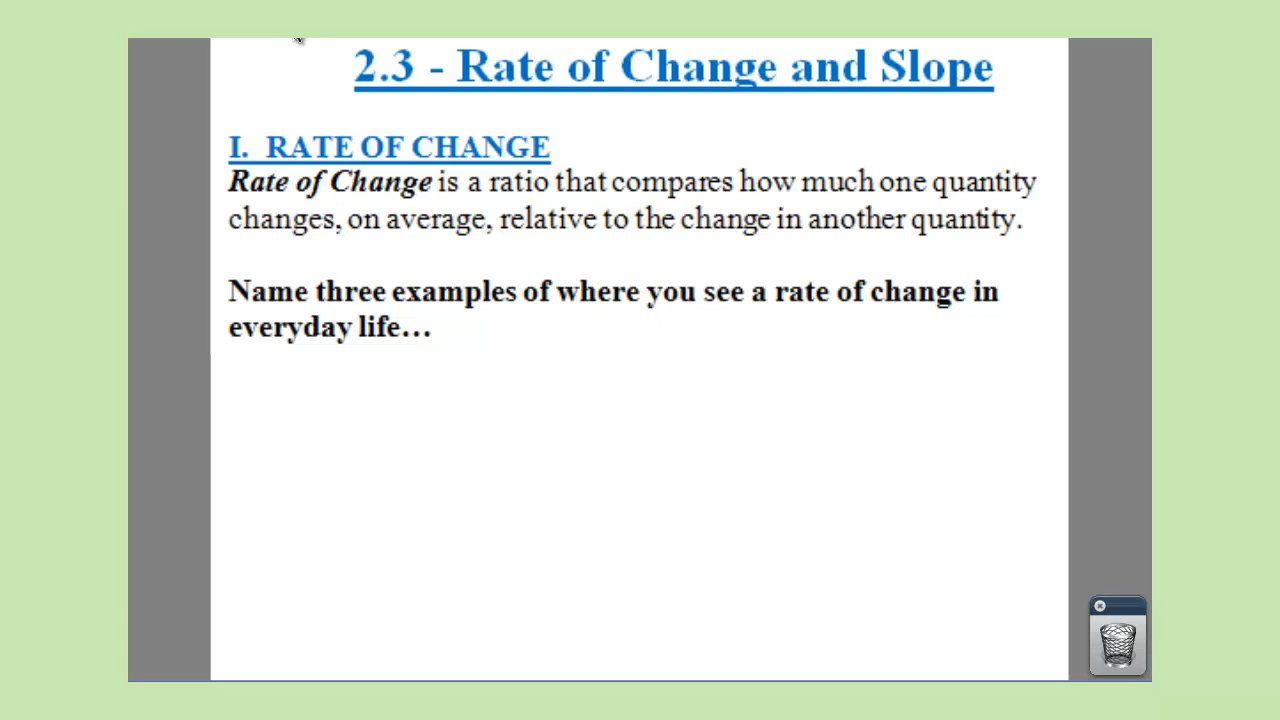 2.3 - Rate of Change and Slope
I. RATE OF CHANGE
Rate of Change is a ratio that compares how much one quantity
changes, on average, relative to the change in another quantity.
Name three examples of where you see a rate of change in
everyday life…